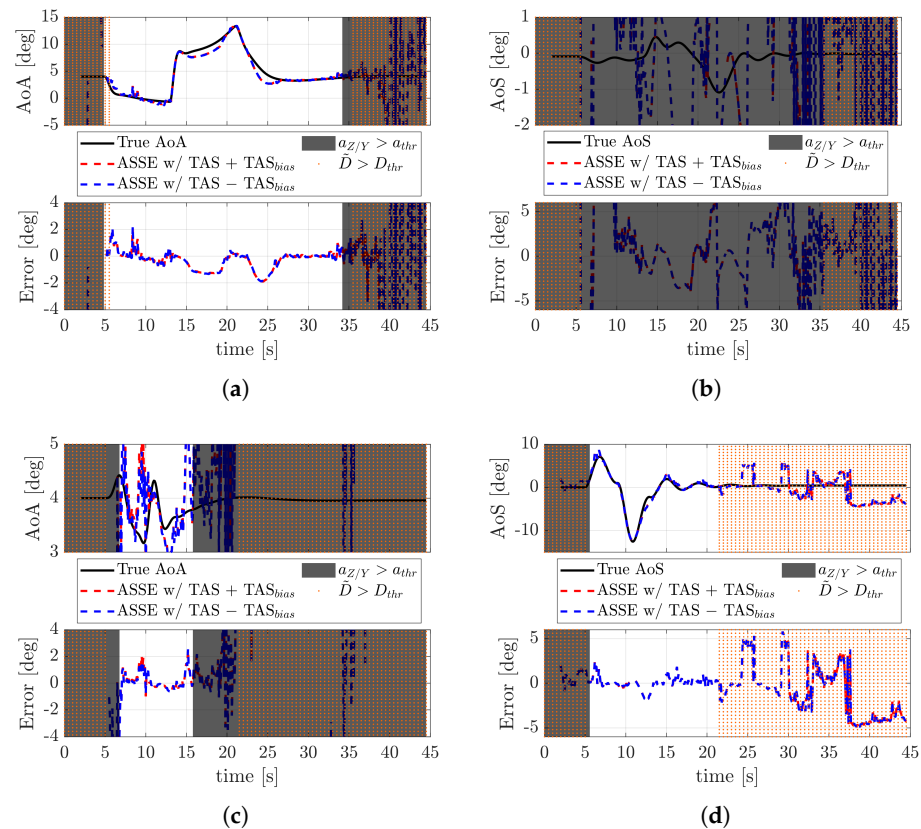 15
10
5
0
-5
AoA [deg]
True AoA
ASSE w/ TAS + TAS_{bias}
ASSE w/ TAS − TAS_{bias}
a_{Z/Y} > a_{thr}
D̃ > D_{thr}
4
2
0
-2
-4
Error [deg]
0 5 10 15 20 25 30 35 40 45
time [s]
(a)
1
0
-1
-2
AoS [deg]
True AoS
ASSE w/ TAS + TAS_{bias}
ASSE w/ TAS − TAS_{bias}
a_{Z/Y} > a_{thr}
D̃ > D_{thr}
5
0
-5
Error [deg]
0 5 10 15 20 25 30 35 40 45
time [s]
(b)
5
4
3
AoA [deg]
True AoA
ASSE w/ TAS + TAS_{bias}
ASSE w/ TAS − TAS_{bias}
a_{Z/Y} > a_{thr}
D̃ > D_{thr}
4
2
0
-2
-4
Error [deg]
0 5 10 15 20 25 30 35 40 45
time [s]
(c)
10
0
-10
AoS [deg]
True AoS
ASSE w/ TAS + TAS_{bias}
ASSE w/ TAS − TAS_{bias}
a_{Z/Y} > a_{thr}
D̃ > D_{thr}
5
0
-5
Error [deg]
0 5 10 15 20 25 30 35 40 45
time [s]
(d)